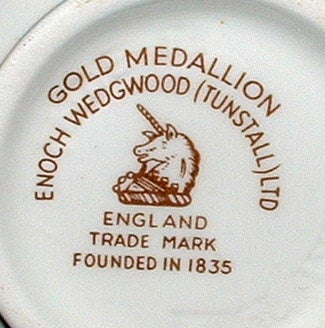 GOLD MEDALLION
ENOCH WEDGWOOD (TUNSTALL) LTD
ENGLAND
TRADE MARK
FOUNDED IN 1835